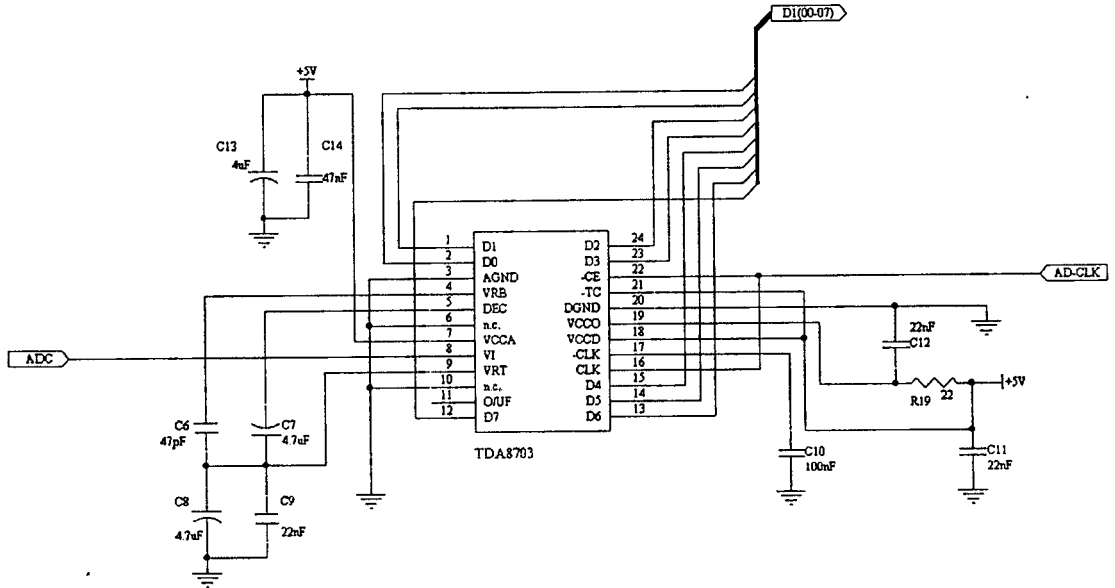 D1(00-07)
+5V
C13
4uF
C14
47nF
1 D1
2 D0
3 AGND
4 VRB
5 DEC
6 n.c.
7 VCCA
8 VI
9 VRT
10 n.c.
11 O/UF
12 D7
D2 24
D3 23
-CE 22
-TC 21
DGND 20
VCCO 19
VCCD 18
-CLK 17
CLK 16
D4 15
D5 14
D6 13
TDA8703
AD-CLK
ADC
22nF
C12
+5V
R19
22
C6
47pF
C7
4.7uF
C8
4.7uF
C9
22nF
C10
100nF
C11
22nF